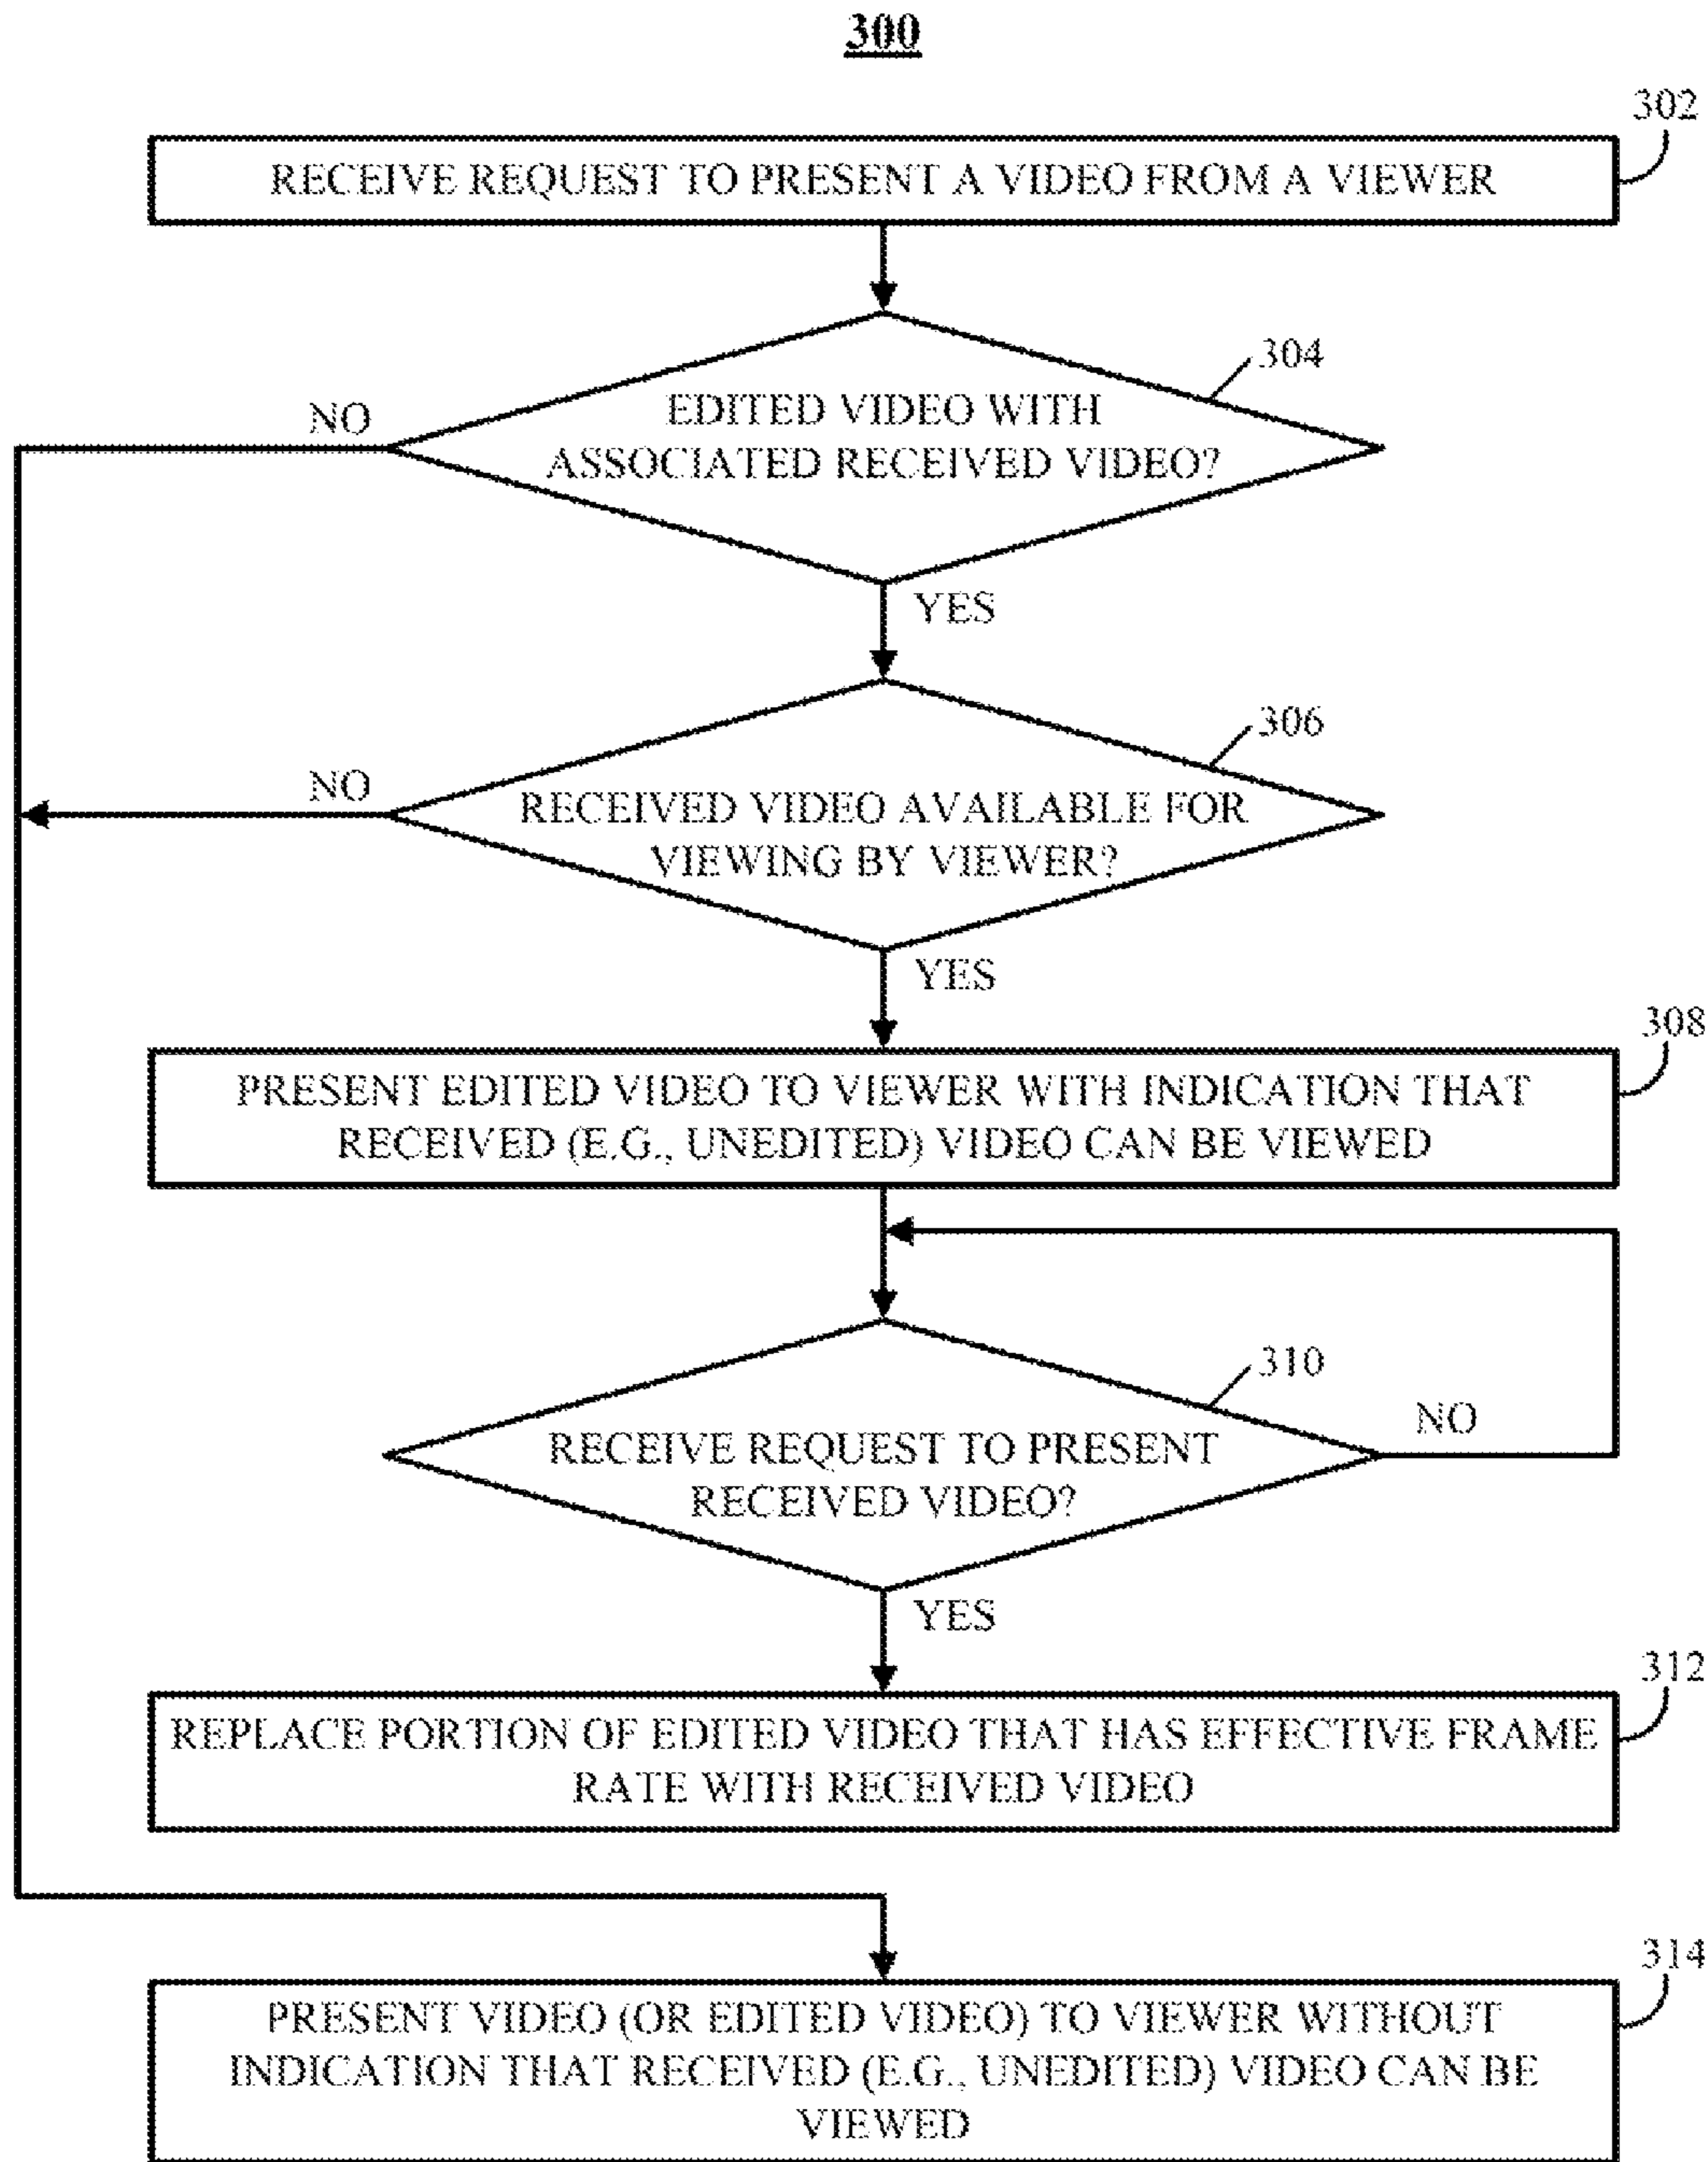 300
302
RECEIVE REQUEST TO PRESENT A VIDEO FROM A VIEWER
304
NO
EDITED VIDEO WITH
ASSOCIATED RECEIVED VIDEO?
YES
306
NO
RECEIVED VIDEO AVAILABLE FOR
VIEWING BY VIEWER?
YES
308
PRESENT EDITED VIDEO TO VIEWER WITH INDICATION THAT
RECEIVED (E.G., UNEDITED) VIDEO CAN BE VIEWED
310
NO
RECEIVE REQUEST TO PRESENT
RECEIVED VIDEO?
YES
312
REPLACE PORTION OF EDITED VIDEO THAT HAS EFFECTIVE FRAME
RATE WITH RECEIVED VIDEO
314
PRESENT VIDEO (OR EDITED VIDEO) TO VIEWER WITHOUT
INDICATION THAT RECEIVED (E.G., UNEDITED) VIDEO CAN BE
VIEWED